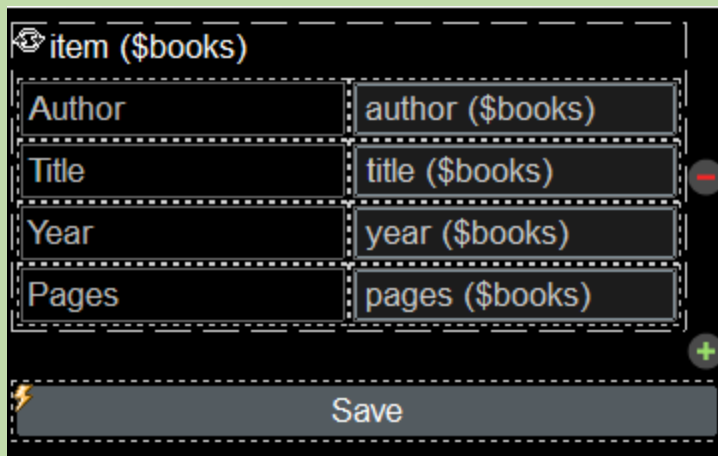 item ($books)
Author author ($books)
Title title ($books)
Year year ($books)
Pages pages ($books)
Save